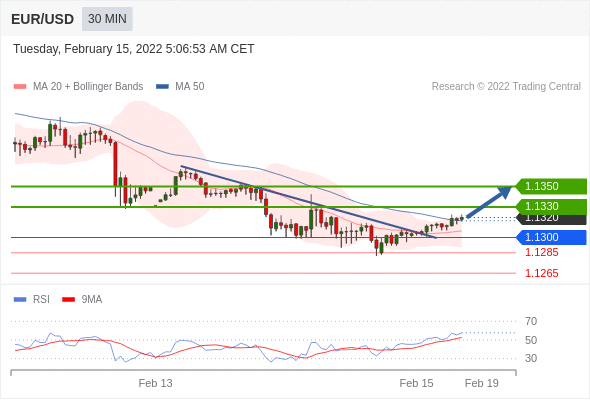 EUR/USD 30 MIN
Tuesday, February 15, 2022 5:06:53 AM CET
MA 20 + Bollinger Bands MA 50 Research © 2022 Trading Central
1.1350
1.1330
1.1320
1.1300
1.1285
1.1265
RSI 9MA
70
50
30
Feb 13 Feb 15 Feb 19